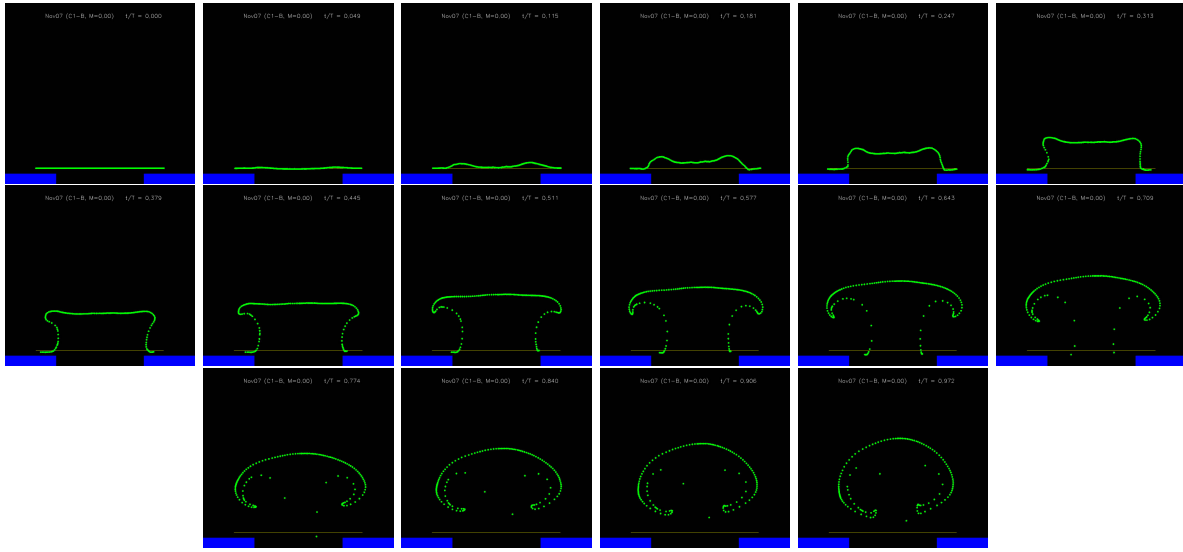 Nov07 (C1-B, M=0.00) t/T = 0.000
Nov07 (C1-B, M=0.00) t/T = 0.049
Nov07 (C1-B, M=0.00) t/T = 0.115
Nov07 (C1-B, M=0.00) t/T = 0.181
Nov07 (C1-B, M=0.00) t/T = 0.247
Nov07 (C1-B, M=0.00) t/T = 0.313
Nov07 (C1-B, M=0.00) t/T = 0.379
Nov07 (C1-B, M=0.00) t/T = 0.445
Nov07 (C1-B, M=0.00) t/T = 0.511
Nov07 (C1-B, M=0.00) t/T = 0.577
Nov07 (C1-B, M=0.00) t/T = 0.643
Nov07 (C1-B, M=0.00) t/T = 0.709
Nov07 (C1-B, M=0.00) t/T = 0.774
Nov07 (C1-B, M=0.00) t/T = 0.840
Nov07 (C1-B, M=0.00) t/T = 0.906
Nov07 (C1-B, M=0.00) t/T = 0.972